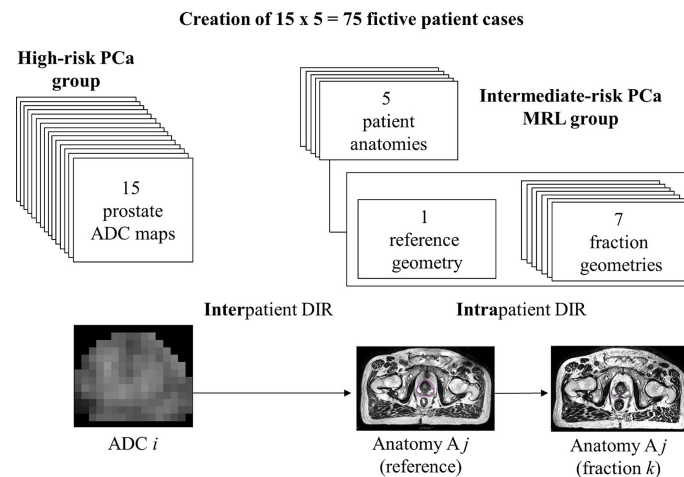 Creation of 15 x 5 = 75 fictive patient cases
High-risk PCa
group
15
prostate
ADC maps
5
patient
anatomies
Intermediate-risk PCa
MRL group
1
reference
geometry
7
fraction
geometries
Interpatient DIR
Intrapatient DIR
ADC i
Anatomy A j
(reference)
Anatomy A j
(fraction k)